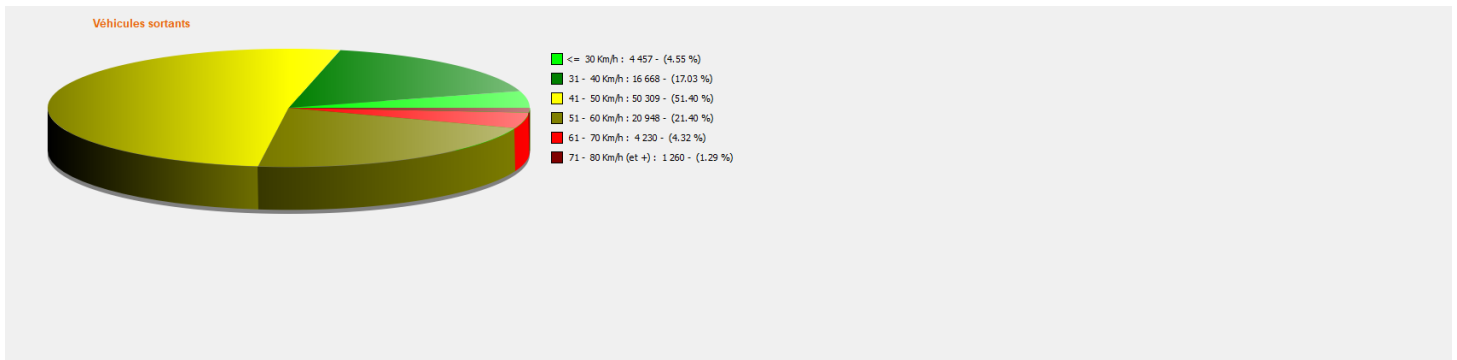 Véhicules sortants
<= 30 Km/h : 4 457 - (4.55 %)
31 - 40 Km/h : 16 668 - (17.03 %)
41 - 50 Km/h : 50 309 - (51.40 %)
51 - 60 Km/h : 20 948 - (21.40 %)
61 - 70 Km/h : 4 230 - (4.32 %)
71 - 80 Km/h (et +) : 1 260 - (1.29 %)